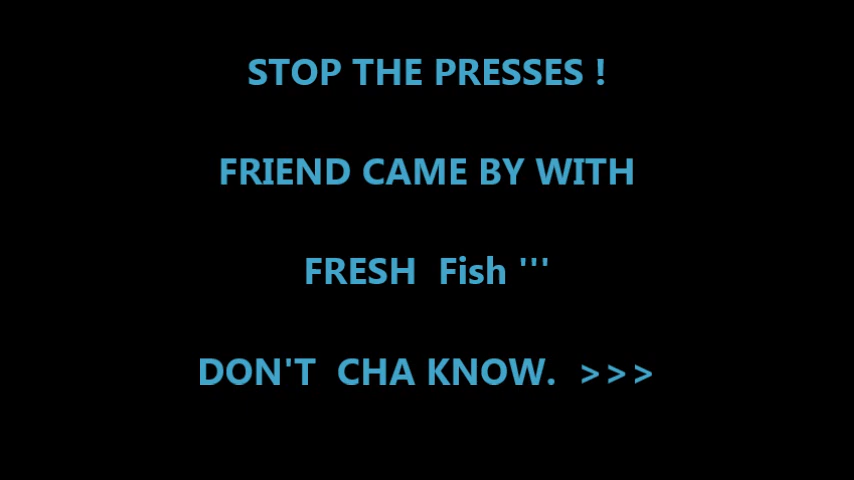 STOP THE PRESSES !
FRIEND CAME BY WITH
FRESH  Fish '''
DON'T  CHA KNOW.  >>>